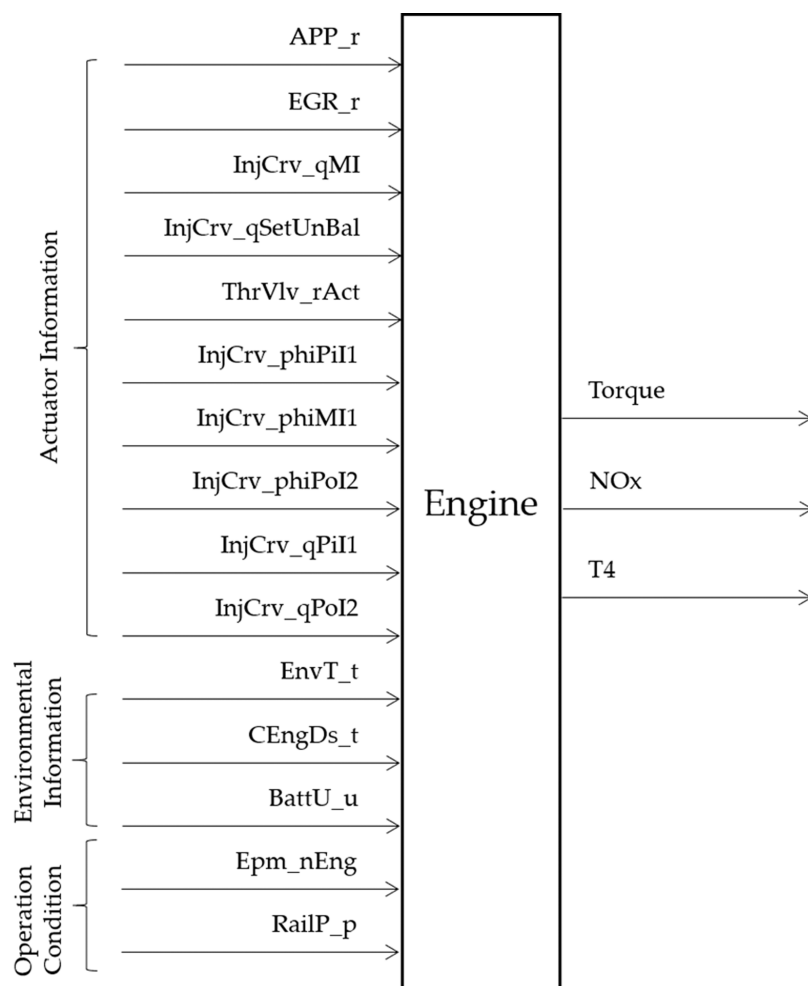 APP_r
EGR_r
InjCrv_qMI
InjCrv_qSetUnBal
ThrVlv_rAct
InjCrv_phiPiI1
InjCrv_phiMI1
InjCrv_phiPoI2
InjCrv_qPiI1
InjCrv_qPoI2
EnvT_t
CEngDs_t
BattU_u
Epm_nEng
RailP_p
Actuator Information
Environmental
Information
Operation
Condition
Engine
Torque
NOx
T4